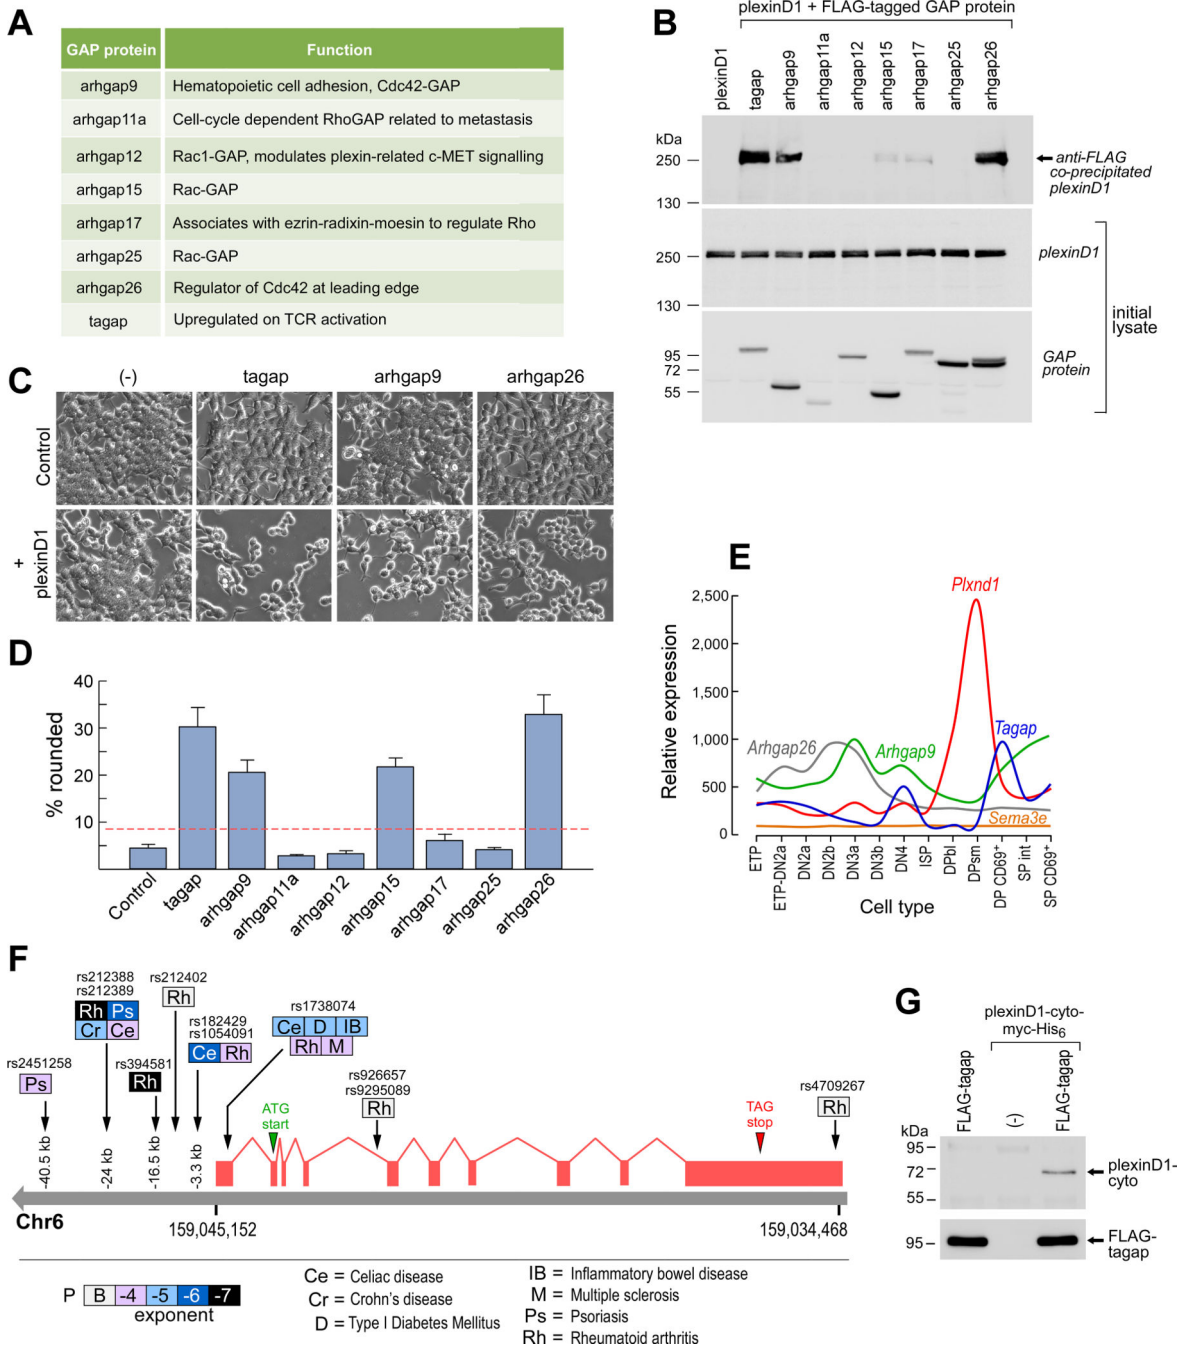 A
GAP protein Function
arhgap9 Hematopoietic cell adhesion, Cdc42-GAP
arhgap11a Cell-cycle dependent RhoGAP related to metastasis
arhgap12 Rac1-GAP, modulates plexin-related c-MET signalling
arhgap15 Rac-GAP
arhgap17 Associates with ezrin-radixin-moesin to regulate Rho
arhgap25 Rac-GAP
arhgap26 Regulator of Cdc42 at leading edge
tagap Upregulated on TCR activation
B
plexinD1 + FLAG-tagged GAP protein
plexinD1 tagap arhgap9 arhgap11a arhgap12 arhgap15 arhgap17 arhgap25 arhgap26
kDa
250
130
anti-FLAG
co-precipitated
plexinD1
250
130
plexinD1
95
72
55
GAP
protein
initial
lysate
C
(-) tagap arhgap9 arhgap26
Control
+
plexinD1
D
% rounded
40
30
20
10
Control tagap arhgap9 arhgap11a arhgap12 arhgap15 arhgap17 arhgap25 arhgap26
E
Relative expression
2,500
2,000
1,500
1,000
500
0
Plxnd1
Tagap
Arhgap26
Arhgap9
Sema3e
ETP ETP-DN2a DN2a DN2b DN3a DN3b DN4 ISP DPbl DPsm DP CD69+ SP int SP CD69+
Cell type
F
rs212388
rs212389
Rh Ps
Cr Ce
rs212402
Rh
rs182429
rs1054091
Ce Rh
rs1738074
Ce D IB
Rh M
rs2451258
Ps
rs394581
Rh
rs926657
rs9295089
Rh
rs4709267
Rh
ATG
start
TAG
stop
-40.5 kb -24 kb -16.5 kb -3.3 kb
Chr6
159,045,152 159,034,468
P B -4 -5 -6 -7
exponent
Ce = Celiac disease
Cr = Crohn's disease
D = Type I Diabetes Mellitus
IB = Inflammatory bowel disease
M = Multiple sclerosis
Ps = Psoriasis
Rh = Rheumatoid arthritis
G
plexinD1-cyto-
myc-His6
FLAG-tagap (-) FLAG-tagap
kDa
95
72
55
plexinD1-
cyto
95
FLAG-
tagap